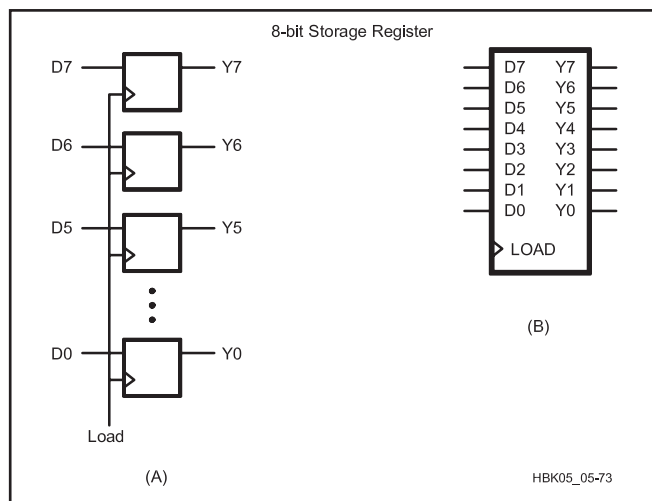 8-bit Storage Register
D7 Y7
D6 Y6
D5 Y5
D0 Y0
Load
(A)
D7 Y7
D6 Y6
D5 Y5
D4 Y4
D3 Y3
D2 Y2
D1 Y1
D0 Y0
LOAD
(B)
HBK05_05-73